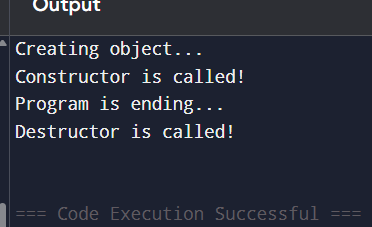 Output
Creating object...
Constructor is called!
Program is ending...
Destructor is called!
=== Code Execution Successful ===